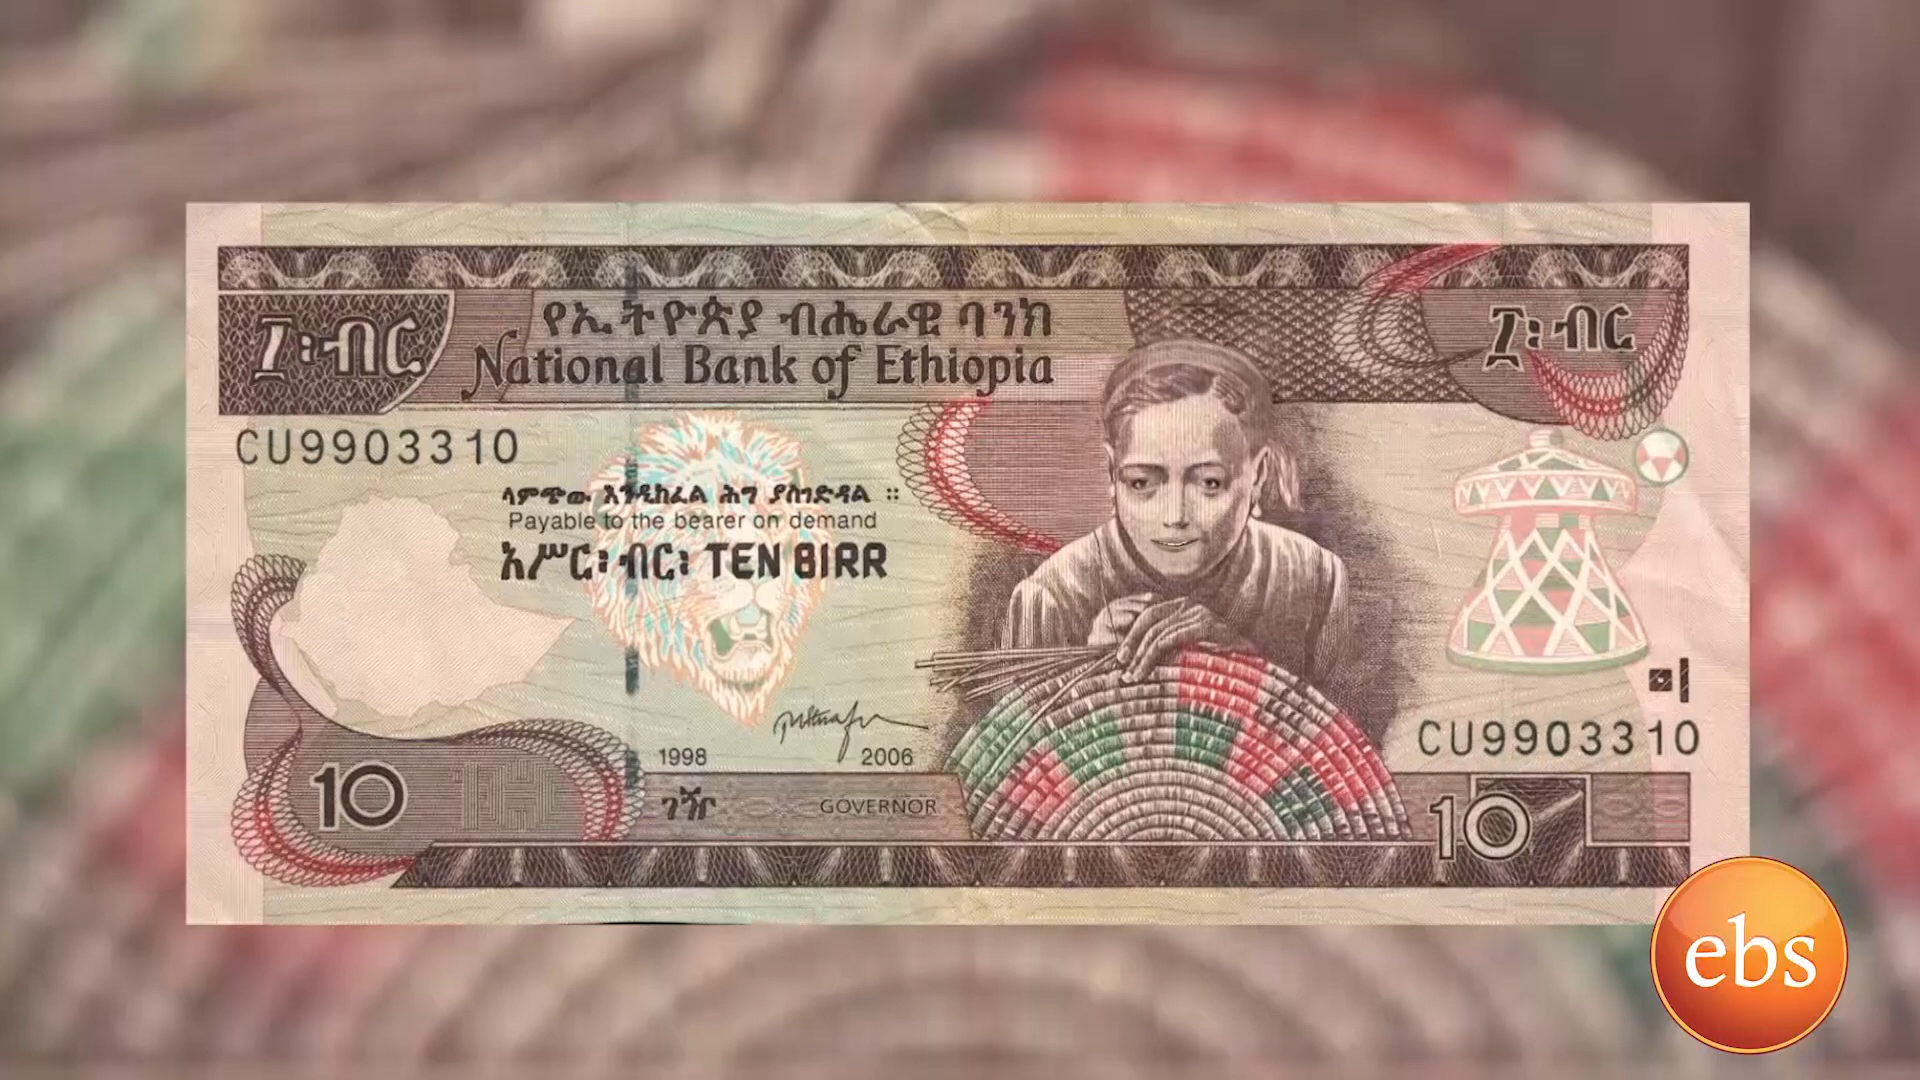 ፲፡ብር
የኢትዮጵያ ብሔራዊ ባንክ
National Bank of Ethiopia
፲፡ብር
CU9903310
ላምጭው እንዲከፈል ሕግ ያስገድዳል ።
Payable to the bearer on demand
አሥር፡ ብር፡ TEN BIRR
CU9903310
1998 2006
ገዥ GOVERNOR
10
10
ebs